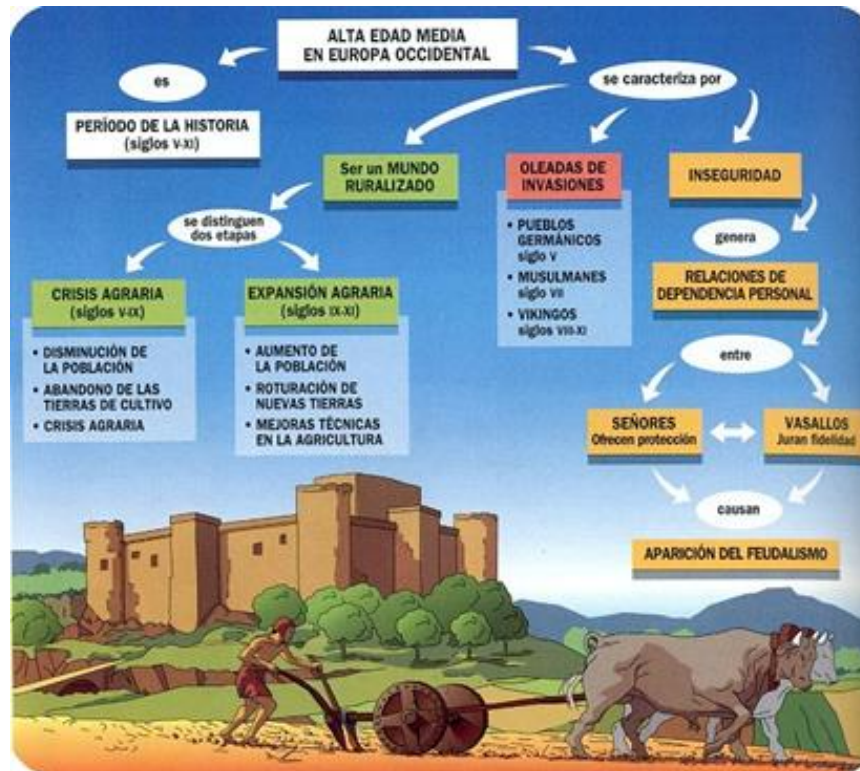 ALTA EDAD MEDIA
EN EUROPA OCCIDENTAL
es
se caracteriza por
PERÍODO DE LA HISTORIA
(siglos V-XI)
Ser un MUNDO
RURALIZADO
OLEADAS DE
INVASIONES
INSEGURIDAD
se distinguen
dos etapas
• PUEBLOS
GERMÁNICOS
siglo V
• MUSULMANES
siglo VII
• VIKINGOS
siglos VIII-XI
genera
RELACIONES DE
DEPENDENCIA PERSONAL
CRISIS AGRARIA
(siglos V-IX)
• DISMINUCIÓN DE
LA POBLACIÓN
• ABANDONO DE LAS
TIERRAS DE CULTIVO
• CRISIS AGRARIA
EXPANSIÓN AGRARIA
(siglos IX-XI)
• AUMENTO DE
LA POBLACIÓN
• ROTURACIÓN DE
NUEVAS TIERRAS
• MEJORAS TÉCNICAS
EN LA AGRICULTURA
entre
SEÑORES
Ofrecen protección
VASALLOS
Juran fidelidad
causan
APARICIÓN DEL FEUDALISMO